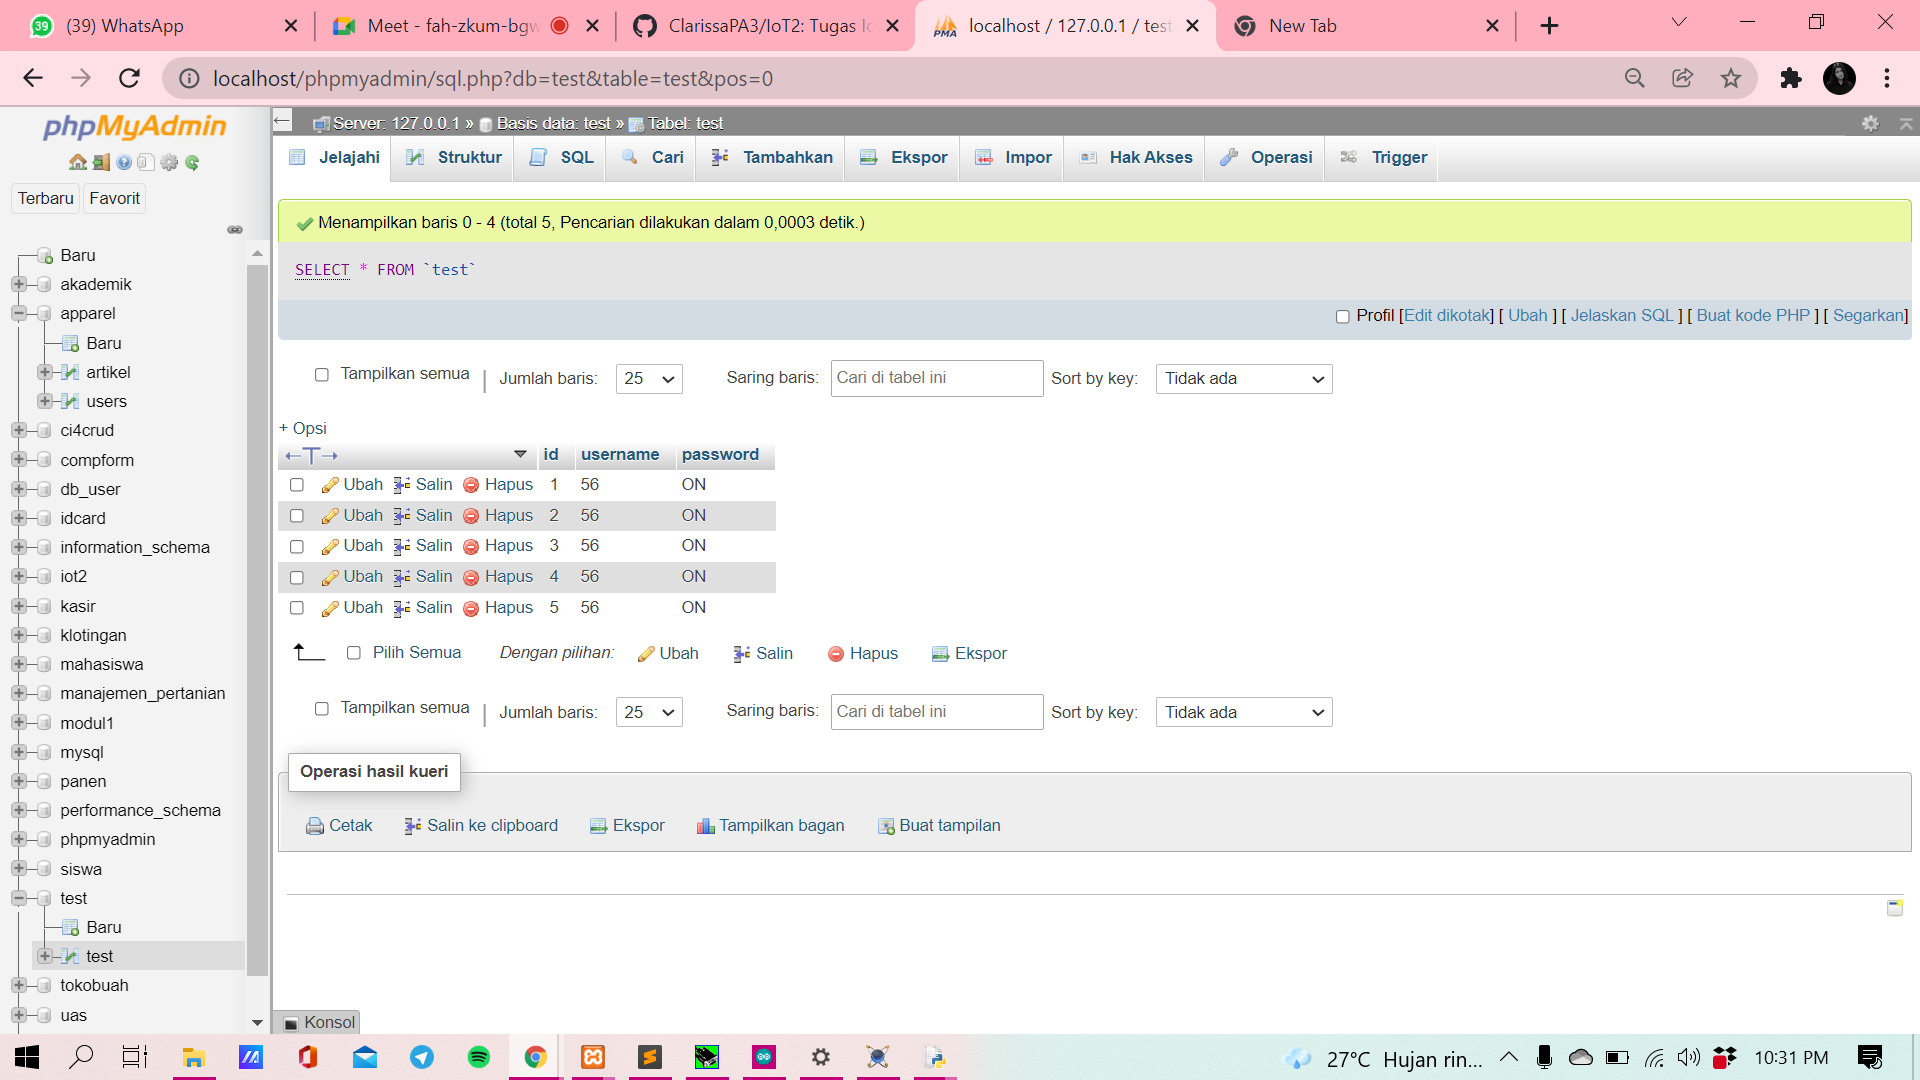 39
(39) WhatsApp
Meet - fah-zkum-bgw
ClarissaPA3/IoT2: Tugas Io
PMA
localhost / 127.0.0.1 / test
New Tab
localhost/phpmyadmin/sql.php?db=test&table=test&pos=0
phpMyAdmin
Terbaru
Favorit
Baru
akademik
apparel
Baru
artikel
users
ci4crud
compform
db_user
idcard
information_schema
iot2
kasir
klotingan
mahasiswa
manajemen_pertanian
modul1
mysql
panen
performance_schema
phpmyadmin
siswa
test
Baru
test
tokobuah
uas
Server: 127.0.0.1 » Basis data: test » Tabel: test
Jelajahi Struktur SQL Cari Tambahkan Ekspor Impor Hak Akses Operasi Trigger
Menampilkan baris 0 - 4 (total 5, Pencarian dilakukan dalam 0,0003 detik.)
SELECT * FROM `test`
Profil [Edit dikotak] [ Ubah ] [ Jelaskan SQL ] [ Buat kode PHP ] [ Segarkan]
Tampilkan semua | Jumlah baris: 25 Saring baris: Cari di tabel ini Sort by key: Tidak ada
+ Opsi
←T→ id username password
Ubah Salin Hapus 1 56 ON
Ubah Salin Hapus 2 56 ON
Ubah Salin Hapus 3 56 ON
Ubah Salin Hapus 4 56 ON
Ubah Salin Hapus 5 56 ON
Pilih Semua Dengan pilihan: Ubah Salin Hapus Ekspor
Tampilkan semua | Jumlah baris: 25 Saring baris: Cari di tabel ini Sort by key: Tidak ada
Operasi hasil kueri
Cetak Salin ke clipboard Ekspor Tampilkan bagan Buat tampilan
Konsol
27°C Hujan rin... 10:31 PM